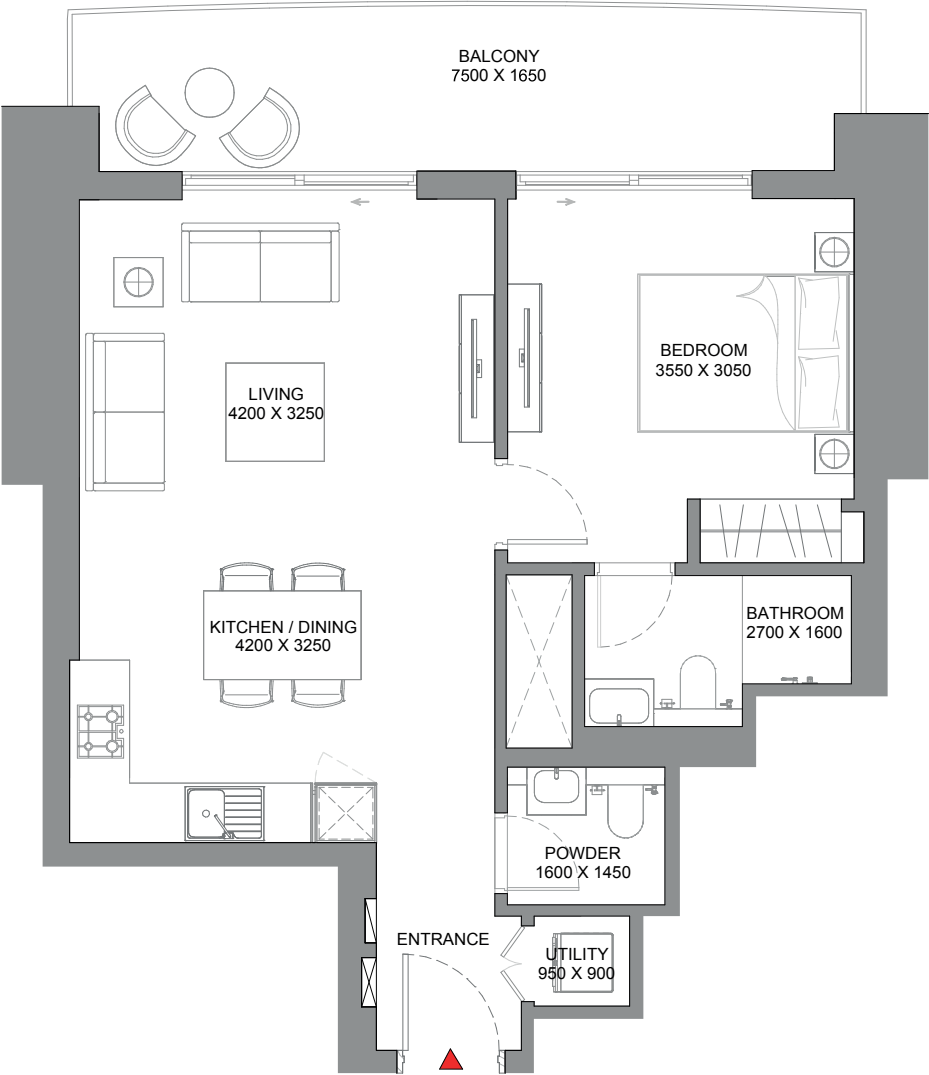 BALCONY
7500 X 1650
LIVING
4200 X 3250
BEDROOM
3550 X 3050
KITCHEN / DINING
4200 X 3250
BATHROOM
2700 X 1600
POWDER
1600 X 1450
ENTRANCE
UTILITY
950 X 900